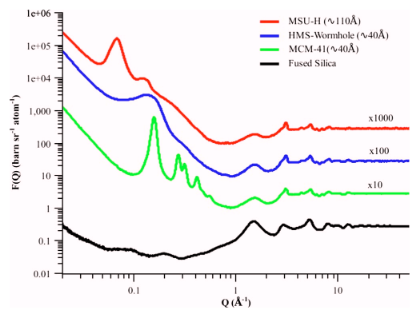 1e+06
1e+05
1e+04
1,000
100
10
1
0.1
0.01
F(Q) (barn sr⁻¹ atom⁻¹)
MSU-H (∿110Å)
HMS-Wormhole (∿40Å)
MCM-41(∿40Å)
Fused Silica
x1000
x100
x10
0.1
1
10
Q (Å⁻¹)